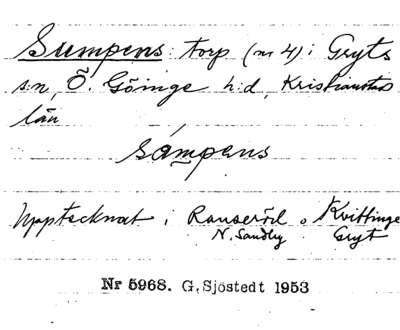 Sumpens: torp (nr 4) i Gryts
s:n, Ö. Göinge h:d, Kristianstads
län
sámpens
Upptecknat i Ranseröd o Kvittinge
N. Sandby Gryt
Nr 5968. G. Sjöstedt 1953